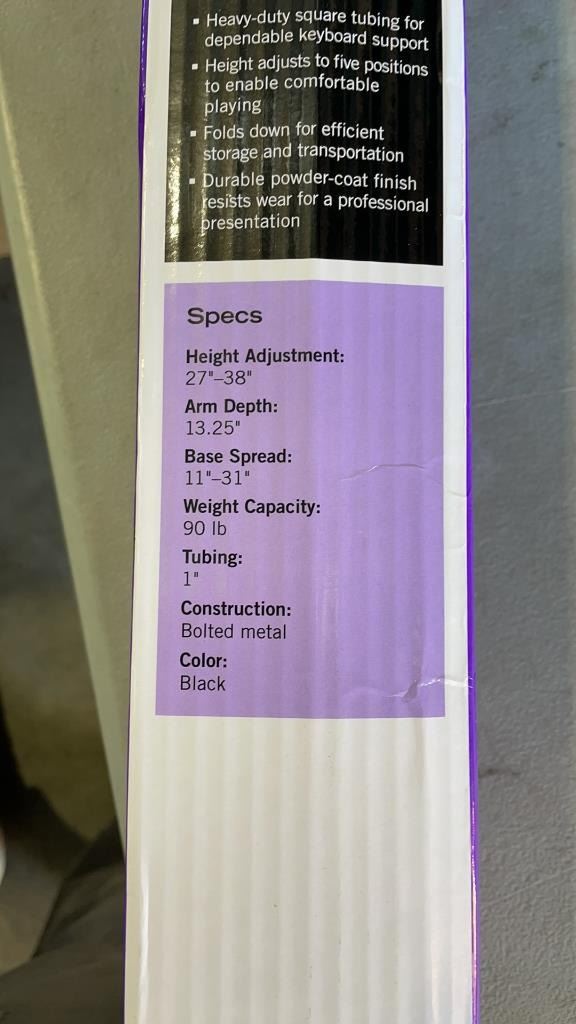 ▪ Heavy-duty square tubing for
dependable keyboard support
▪ Height adjusts to five positions
to enable comfortable
playing
▪ Folds down for efficient
storage and transportation
▪ Durable powder-coat finish
resists wear for a professional
presentation
Specs
Height Adjustment:
27"–38"
Arm Depth:
13.25"
Base Spread:
11"–31"
Weight Capacity:
90 lb
Tubing:
1"
Construction:
Bolted metal
Color:
Black